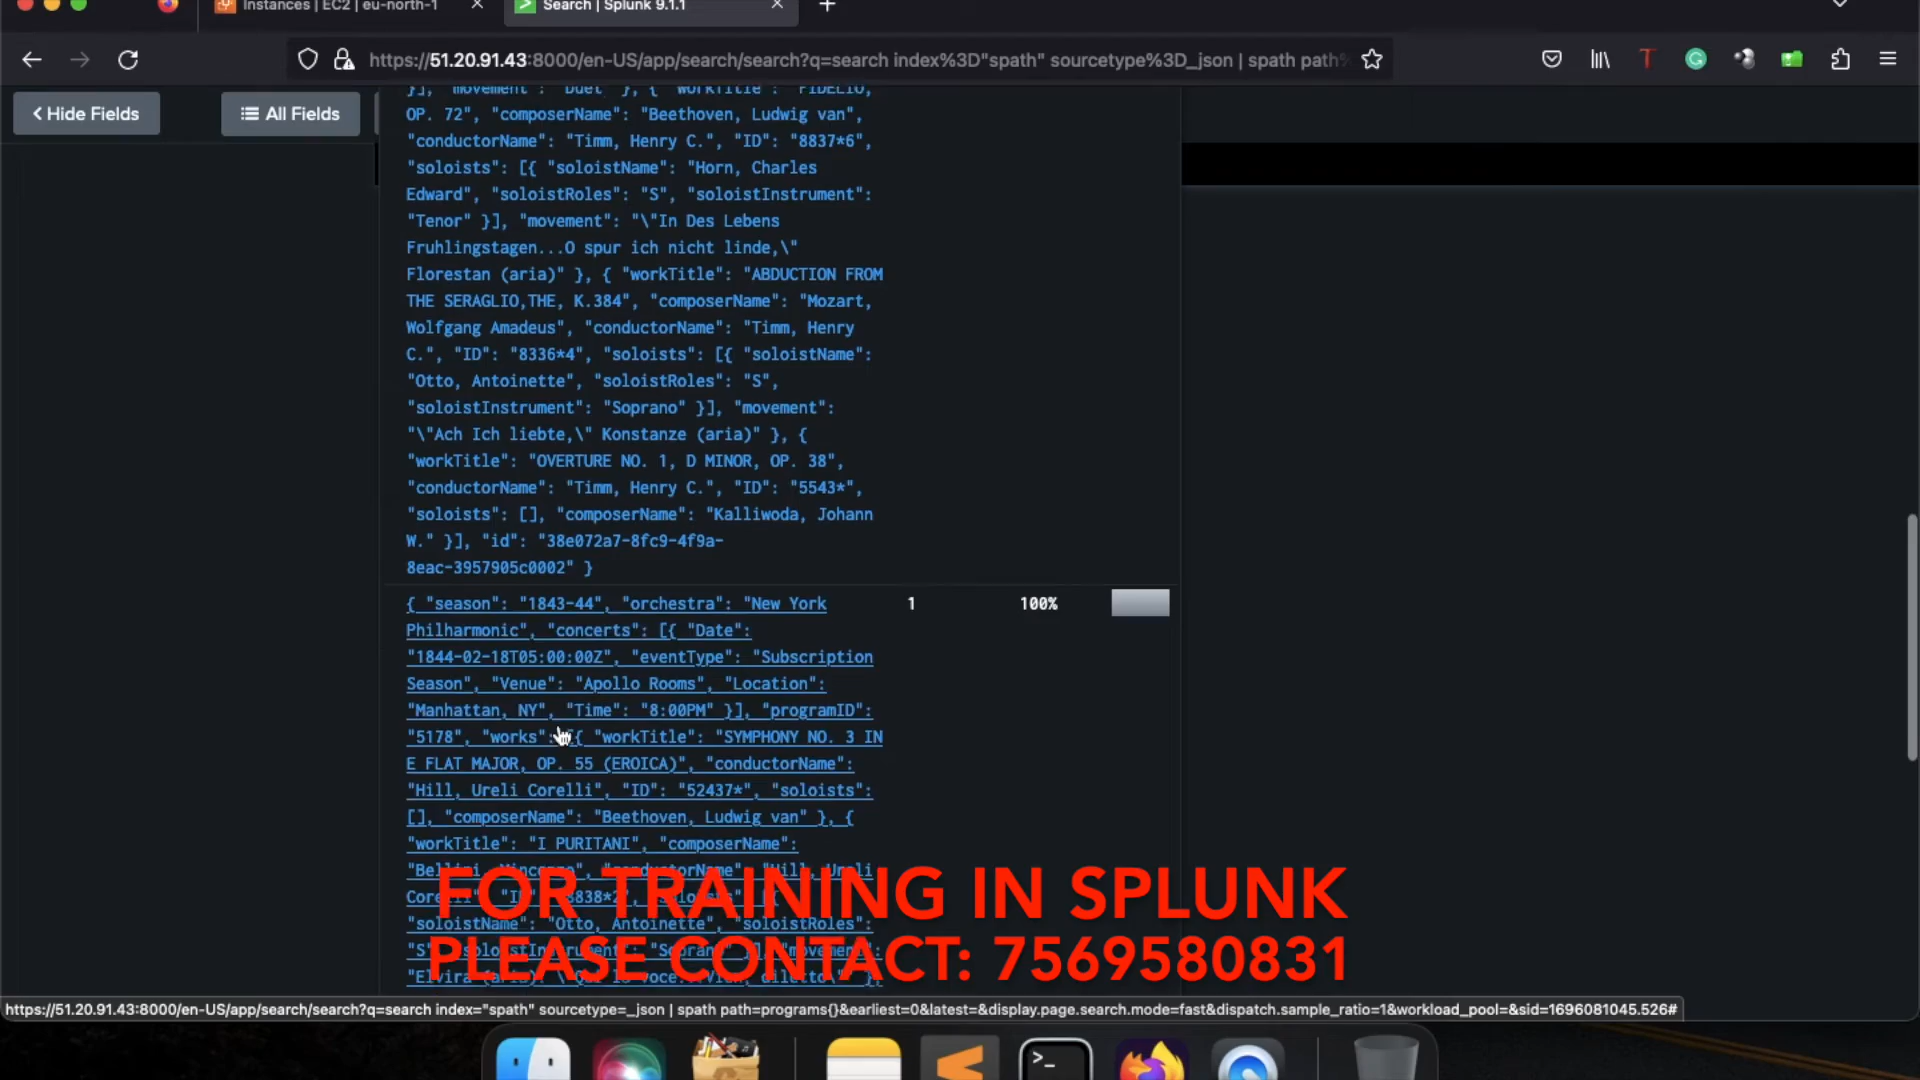 Instances | EC2 | eu-north-1
Search | Splunk 9.1.1
https://51.20.91.43:8000/en-US/app/search/search?q=search index%3D"spath" sourcetype%3D_json | spath path%
Hide Fields
All Fields
}], "movement": "Duet" }, { "workTitle": "FIDELIO,
OP. 72", "composerName": "Beethoven, Ludwig van",
"conductorName": "Timm, Henry C.", "ID": "8837*6",
"soloists": [{ "soloistName": "Horn, Charles
Edward", "soloistRoles": "S", "soloistInstrument":
"Tenor" }], "movement": "\"In Des Lebens
Fruhlingstagen...O spur ich nicht linde,\"
Florestan (aria)" }, { "workTitle": "ABDUCTION FROM
THE SERAGLIO,THE, K.384", "composerName": "Mozart,
Wolfgang Amadeus", "conductorName": "Timm, Henry
C.", "ID": "8336*4", "soloists": [{ "soloistName":
"Otto, Antoinette", "soloistRoles": "S",
"soloistInstrument": "Soprano" }], "movement":
"\"Ach Ich liebte,\" Konstanze (aria)" }, {
"workTitle": "OVERTURE NO. 1, D MINOR, OP. 38",
"conductorName": "Timm, Henry C.", "ID": "5543*",
"soloists": [], "composerName": "Kalliwoda, Johann
W." }], "id": "38e072a7-8fc9-4f9a-
8eac-3957905c0002" }
{ "season": "1843-44", "orchestra": "New York 1 100%
Philharmonic", "concerts": [{ "Date":
"1844-02-18T05:00:00Z", "eventType": "Subscription
Season", "Venue": "Apollo Rooms", "Location":
"Manhattan, NY", "Time": "8:00PM" }], "programID":
"5178", "works": [{ "workTitle": "SYMPHONY NO. 3 IN
E FLAT MAJOR, OP. 55 (EROICA)", "conductorName":
"Hill, Ureli Corelli", "ID": "52437*", "soloists":
[], "composerName": "Beethoven, Ludwig van" }, {
"workTitle": "I PURITANI", "composerName":
"Bellini, "conductorName": "Hill, Ureli
"soloistName": "Otto, Antoinette", "soloistRoles":
FOR TRAINING IN SPLUNK
PLEASE CONTACT: 7569580831
https://51.20.91.43:8000/en-US/app/search/search?q=search index="spath" sourcetype=_json | spath path=programs{}&earliest=0&latest=&display.page.search.mode=fast&dispatch.sample_ratio=1&workload_pool=&sid=1696081045.526#